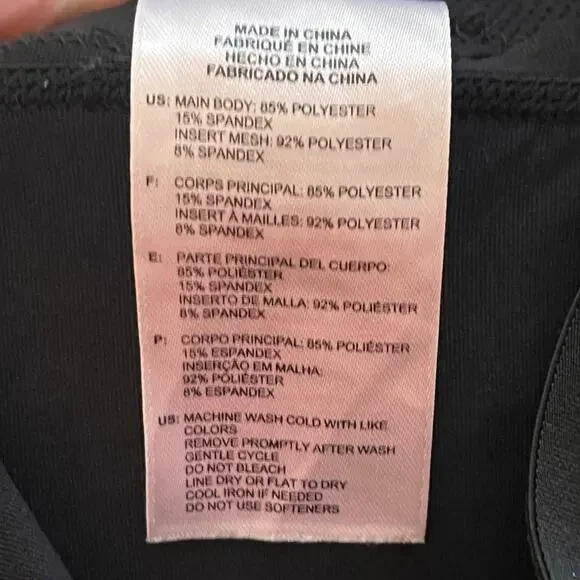 MADE IN CHINA
FABRIQUÉ EN CHINE
HECHO EN CHINA
FABRICADO NA CHINA
US: MAIN BODY: 85% POLYESTER
15% SPANDEX
INSERT MESH: 92% POLYESTER
8% SPANDEX
F: CORPS PRINCIPAL: 85% POLYESTER
15% SPANDEX
INSERT À MAILLES: 92% POLYESTER
8% SPANDEX
E: PARTE PRINCIPAL DEL CUERPO:
85% POLIÉSTER
15% SPANDEX
INSERTO DE MALLA: 92% POLIÉSTER
8% SPANDEX
P: CORPO PRINCIPAL: 85% POLIÉSTER
15% ESPANDEX
INSERÇÃO EM MALHA:
92% POLIÉSTER
8% ESPANDEX
US: MACHINE WASH COLD WITH LIKE
COLORS
REMOVE PROMPTLY AFTER WASH
GENTLE CYCLE
DO NOT BLEACH
LINE DRY OR FLAT TO DRY
COOL IRON IF NEEDED
DO NOT USE SOFTENERS